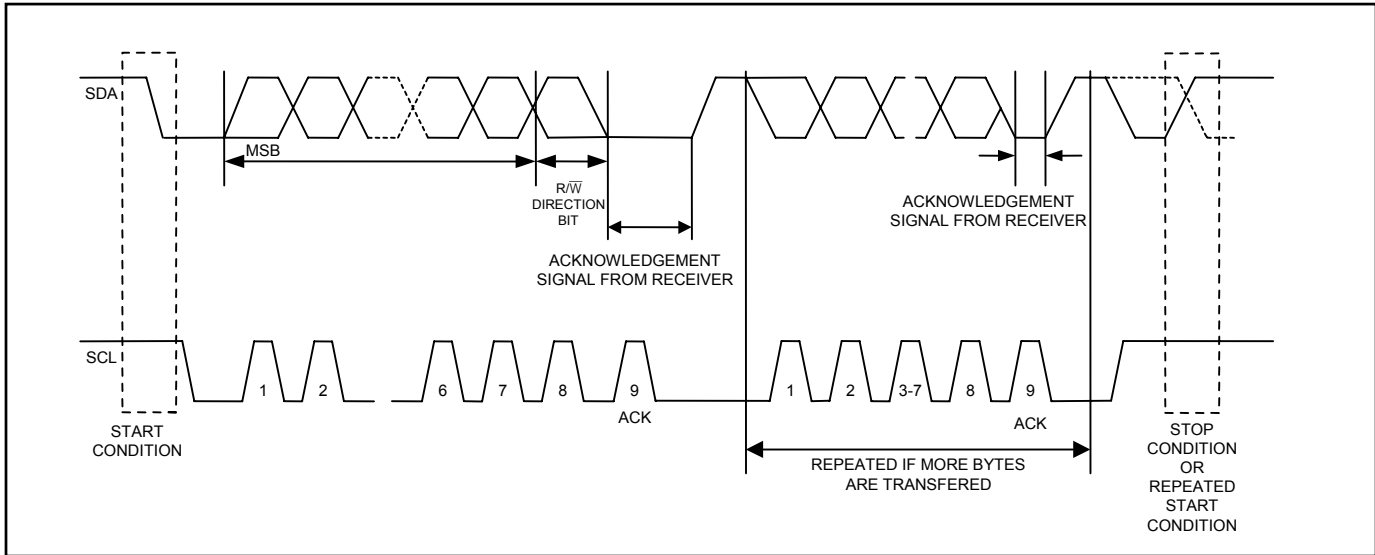 SDA
MSB
R/W̅
DIRECTION
BIT
ACKNOWLEDGEMENT
SIGNAL FROM RECEIVER
ACKNOWLEDGEMENT
SIGNAL FROM RECEIVER
SCL
1
2
6
7
8
9
1
2
3-7
8
9
ACK
ACK
START
CONDITION
REPEATED IF MORE BYTES
ARE TRANSFERED
STOP
CONDITION
OR
REPEATED
START
CONDITION